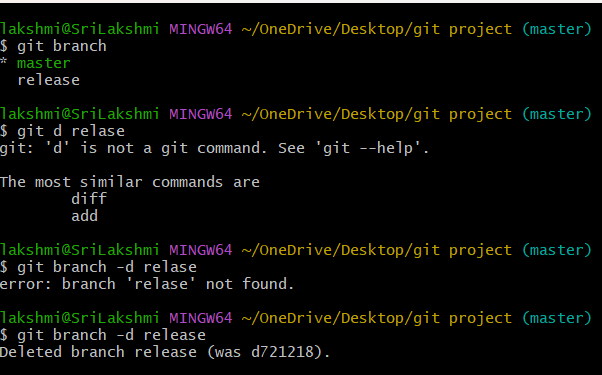 lakshmi@SriLakshmi MINGW64 ~/OneDrive/Desktop/git project (master)
$ git branch
* master
  release
lakshmi@SriLakshmi MINGW64 ~/OneDrive/Desktop/git project (master)
$ git d relase
git: 'd' is not a git command. See 'git --help'.
The most similar commands are
        diff
        add
lakshmi@SriLakshmi MINGW64 ~/OneDrive/Desktop/git project (master)
$ git branch -d relase
error: branch 'relase' not found.
lakshmi@SriLakshmi MINGW64 ~/OneDrive/Desktop/git project (master)
$ git branch -d release
Deleted branch release (was d721218).